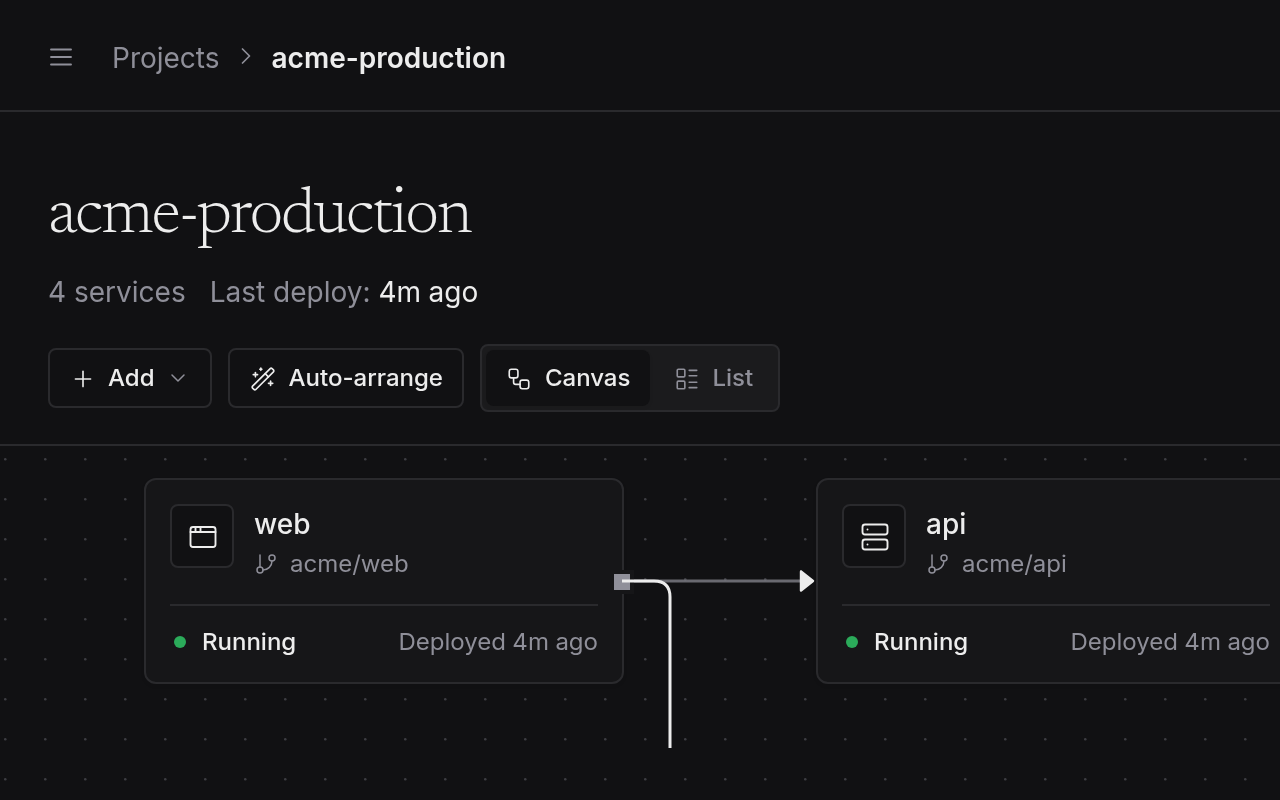 Projects > acme-production
acme-production
4 services Last deploy: 4m ago
Add Auto-arrange Canvas List
web
acme/web
Running Deployed 4m ago
api
acme/api
Running Deployed 4m ago